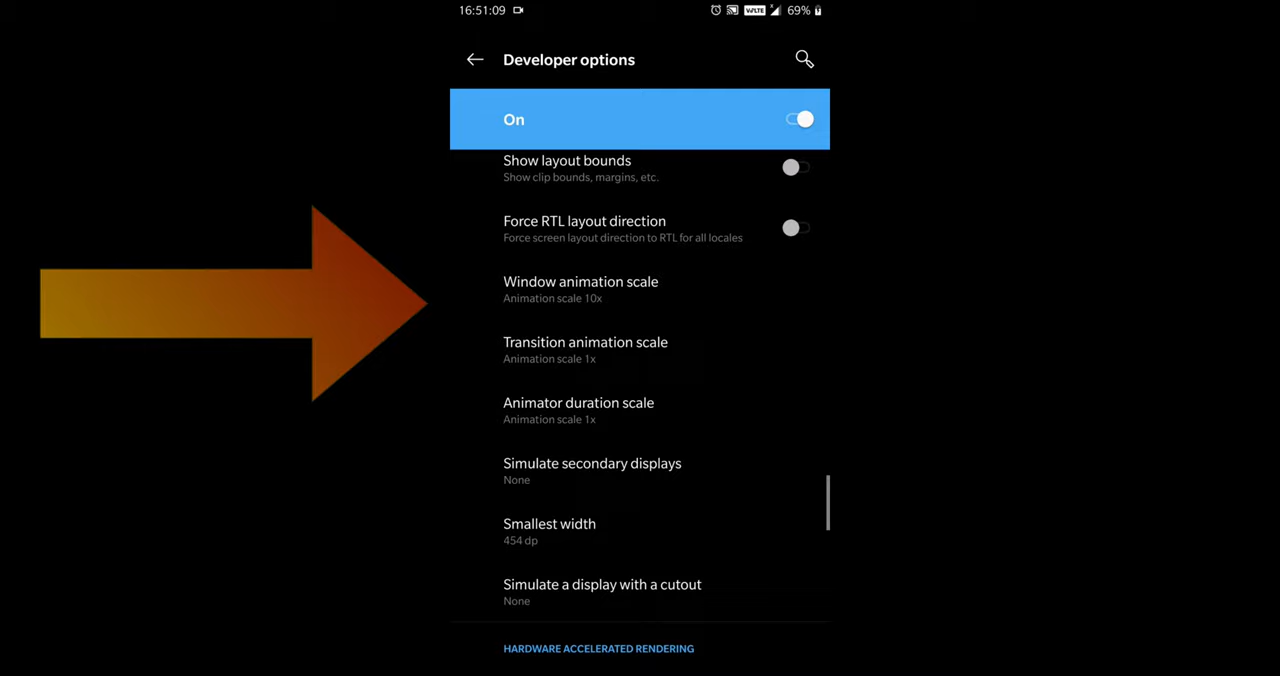 16:51:09
VoLTE
69%
Developer options
On
Show layout bounds
Show clip bounds, margins, etc.
Force RTL layout direction
Force screen layout direction to RTL for all locales
Window animation scale
Animation scale 10x
Transition animation scale
Animation scale 1x
Animator duration scale
Animation scale 1x
Simulate secondary displays
None
Smallest width
454 dp
Simulate a display with a cutout
None
HARDWARE ACCELERATED RENDERING